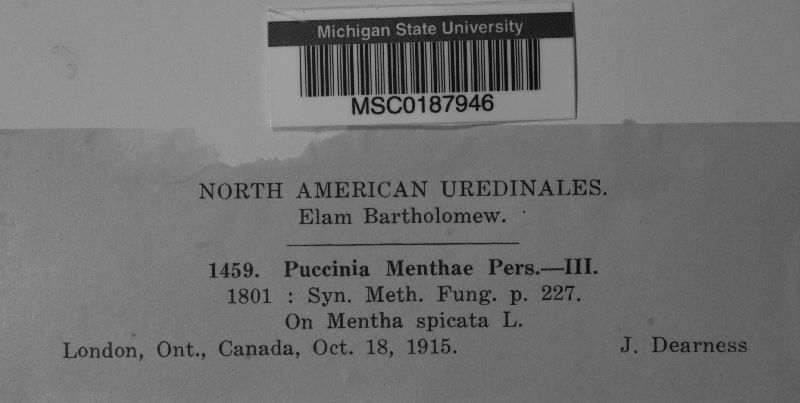 Michigan State University
MSC0187946
NORTH AMERICAN UREDINALES.
Elam Bartholomew.
1459. Puccinia Menthae Pers.—III.
1801 : Syn. Meth. Fung. p. 227.
On Mentha spicata L.
London, Ont., Canada, Oct. 18, 1915. J. Dearness